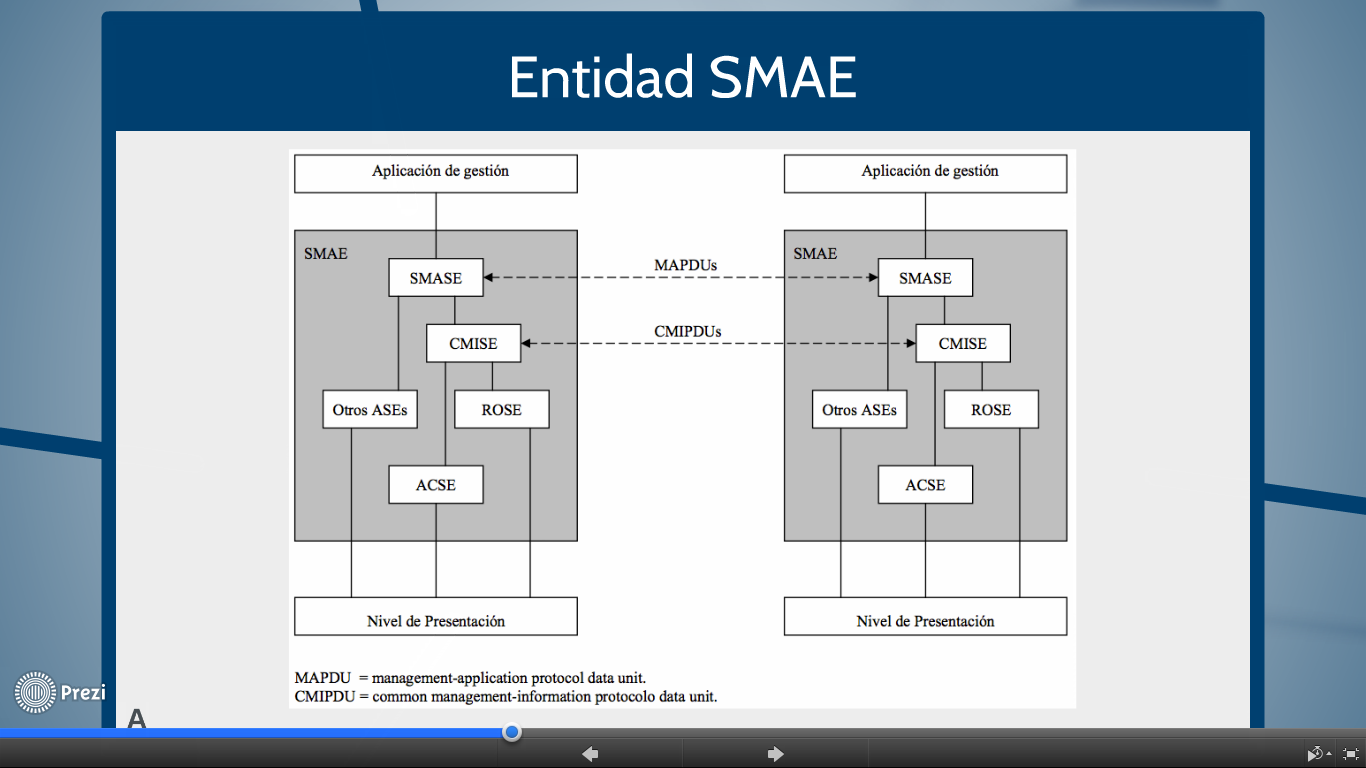 Entidad SMAE
Aplicación de gestión
Aplicación de gestión
SMAE
SMAE
SMASE
MAPDUs
SMASE
CMISE
CMIPDUs
CMISE
Otros ASEs
ROSE
Otros ASEs
ROSE
ACSE
ACSE
Nivel de Presentación
Nivel de Presentación
MAPDU = management-application protocol data unit.
CMIPDU = common management-information protocolo data unit.
Prezi
A